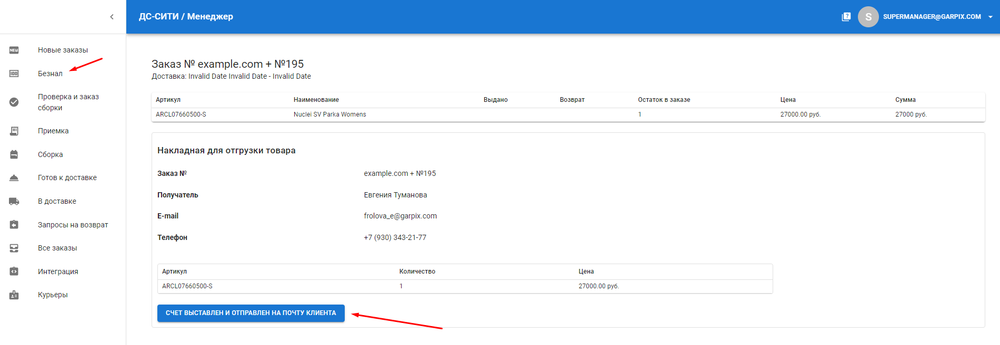 ДС-СИТИ / Менеджер
?
S
SUPERMANAGER@GARPIX.COM
NEW
Новые заказы
100
Безнал
Проверка и заказ
сборки
Приемка
Сборка
Готов к доставке
В доставке
Запросы на возврат
Все заказы
Интеграция
Курьеры
Заказ № example.com + №195
Доставка: Invalid Date Invalid Date - Invalid Date
Артикул Наименование Выдано Возврат Остаток в заказе Цена Сумма
ARCL07660500-S Nuclei SV Parka Womens 1 27000.00 руб. 27000 руб.
Накладная для отгрузки товара
Заказ № example.com + №195
Получатель Евгения Туманова
E-mail frolova_e@garpix.com
Телефон +7 (930) 343-21-77
Артикул Количество Цена
ARCL07660500-S 1 27000.00 руб.
СЧЕТ ВЫСТАВЛЕН И ОТПРАВЛЕН НА ПОЧТУ КЛИЕНТА